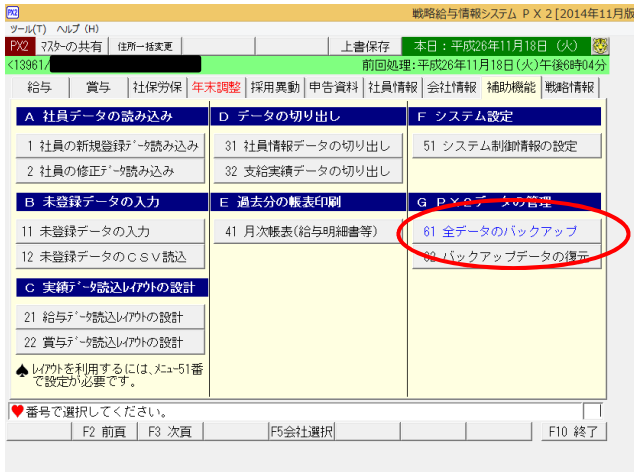 PX2
戦略給与情報システム PX2[2014年11月版
ツール(T) ヘルプ(H)
PX2 マスターの共有 住所一括変更 上書保存 本日:平成26年11月18日(火)
<13961/ 前回処理:平成26年11月18日(火)午後6時04分
給与 賞与 社保労保 年末調整 採用異動 申告資料 社員情報 会社情報 補助機能 戦略情報
A 社員データの読み込み
1 社員の新規登録データ読み込み
2 社員の修正データ読み込み
B 未登録データの入力
11 未登録データの入力
12 未登録データのCSV読込
C 実績データ読込レイアウトの設計
21 給与データ読込レイアウトの設計
22 賞与データ読込レイアウトの設計
♠レイアウトを利用するには、メニュー51番
で設定が必要です。
D データの切り出し
31 社員情報データの切り出し
32 支給実績データの切り出し
E 過去分の帳表印刷
41 月次帳表(給与明細書等)
F システム設定
51 システム制御情報の設定
G PX2データの管理
61 全データのバックアップ
62 バックアップデータの復元
♥番号で選択してください。
F2 前頁 F3 次頁 F5会社選択 F10 終了